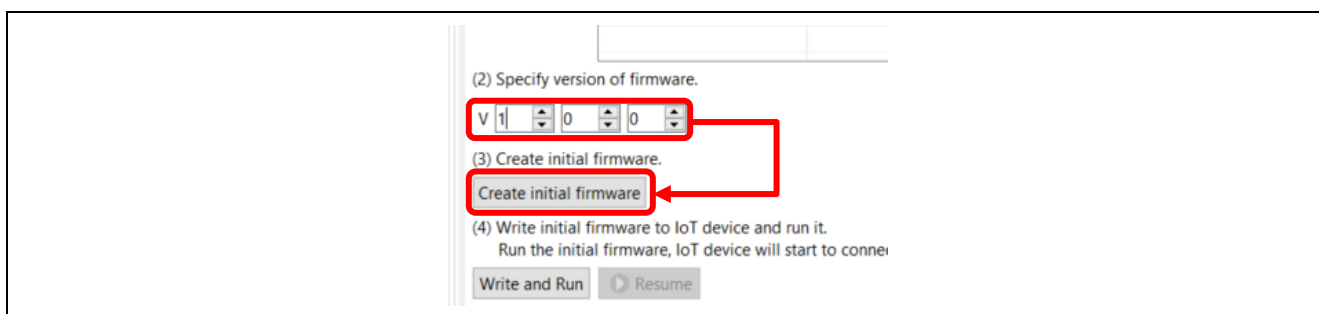 (2) Specify version of firmware.
V 1 0 0
(3) Create initial firmware.
Create initial firmware
(4) Write initial firmware to IoT device and run it.
Run the initial firmware, IoT device will start to conne
Write and Run Resume